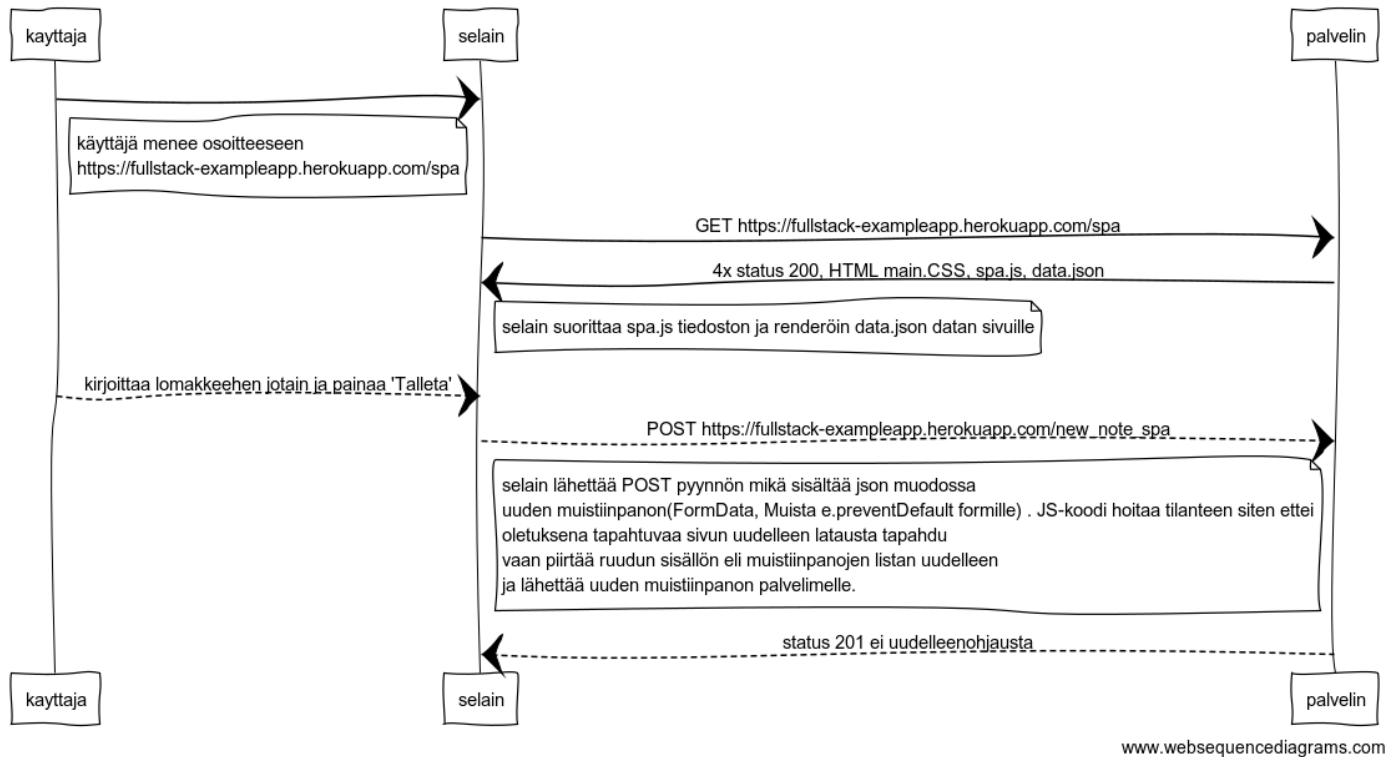 kayttaja
selain
palvelin
käyttäjä menee osoitteeseen
https://fullstack-exampleapp.herokuapp.com/spa
GET https://fullstack-exampleapp.herokuapp.com/spa
4x status 200, HTML main.CSS, spa.js, data.json
selain suorittaa spa.js tiedoston ja renderöin data.json datan sivuille
kirjoittaa lomakkeehen jotain ja painaa 'Talleta'
POST https://fullstack-exampleapp.herokuapp.com/new_note_spa
selain lähettää POST pyynnön mikä sisältää json muodossa
uuden muistiinpanon(FormData, Muista e.preventDefault formille) . JS-koodi hoitaa tilanteen siten ettei
oletuksena tapahtuvaa sivun uudelleen latausta tapahdu
vaan piirtää ruudun sisällön eli muistiinpanojen listan uudelleen
ja lähettää uuden muistiinpanon palvelimelle.
status 201 ei uudelleenohjausta
kayttaja
selain
palvelin
www.websequencediagrams.com